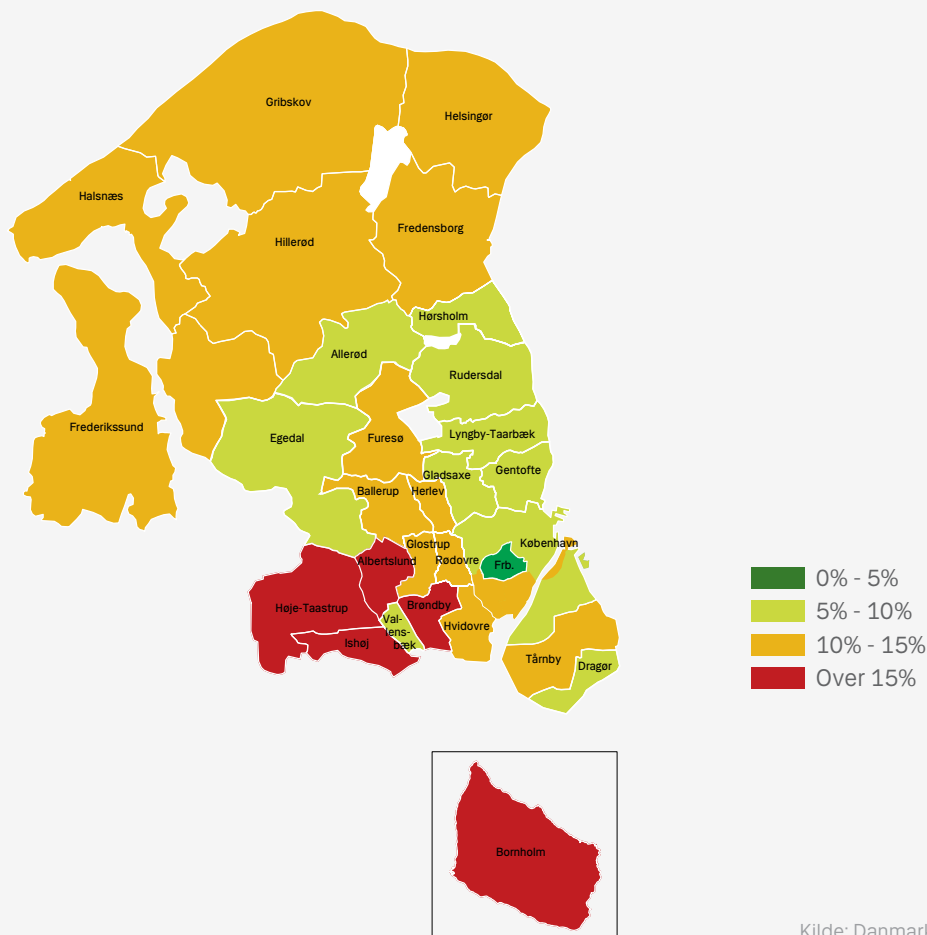 Gribskov
Helsingør
Halsnæs
Hillerød
Fredensborg
Hørsholm
Allerød
Rudersdal
Frederikssund
Egedal
Furesø
Lyngby-Taarbæk
Gladsaxe
Gentofte
Ballerup
Herlev
Glostrup
København
Albertslund
Rødovre
Frb.
Høje-Taastrup
Brøndby
Val-
lens-
bæk
Hvidovre
Ishøj
Tårnby
Dragør
0% - 5%
5% - 10%
10% - 15%
Over 15%
Bornholm
Kilde: Danmark